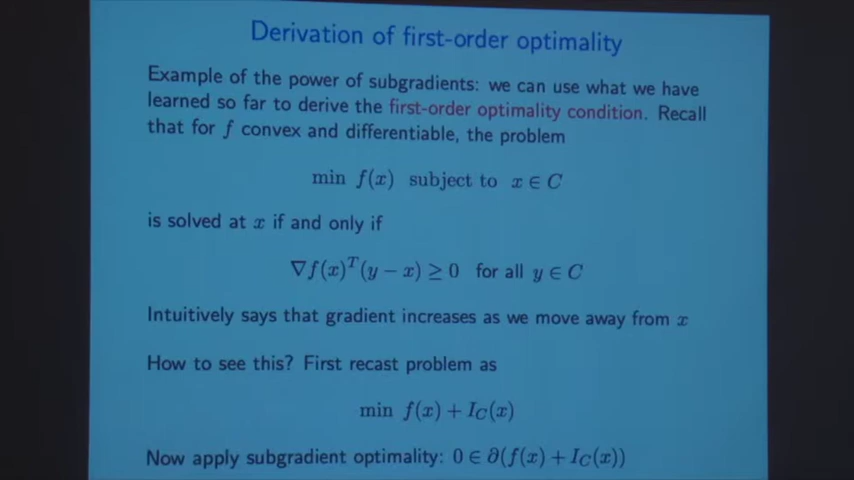 Derivation of first-order optimality
Example of the power of subgradients: we can use what we have
learned so far to derive the first-order optimality condition. Recall
that for f convex and differentiable, the problem
min f(x) subject to x ∈ C
is solved at x if and only if
∇f(x)^T(y − x) ≥ 0 for all y ∈ C
Intuitively says that gradient increases as we move away from x
How to see this? First recast problem as
min f(x) + I_C(x)
Now apply subgradient optimality: 0 ∈ ∂(f(x) + I_C(x))